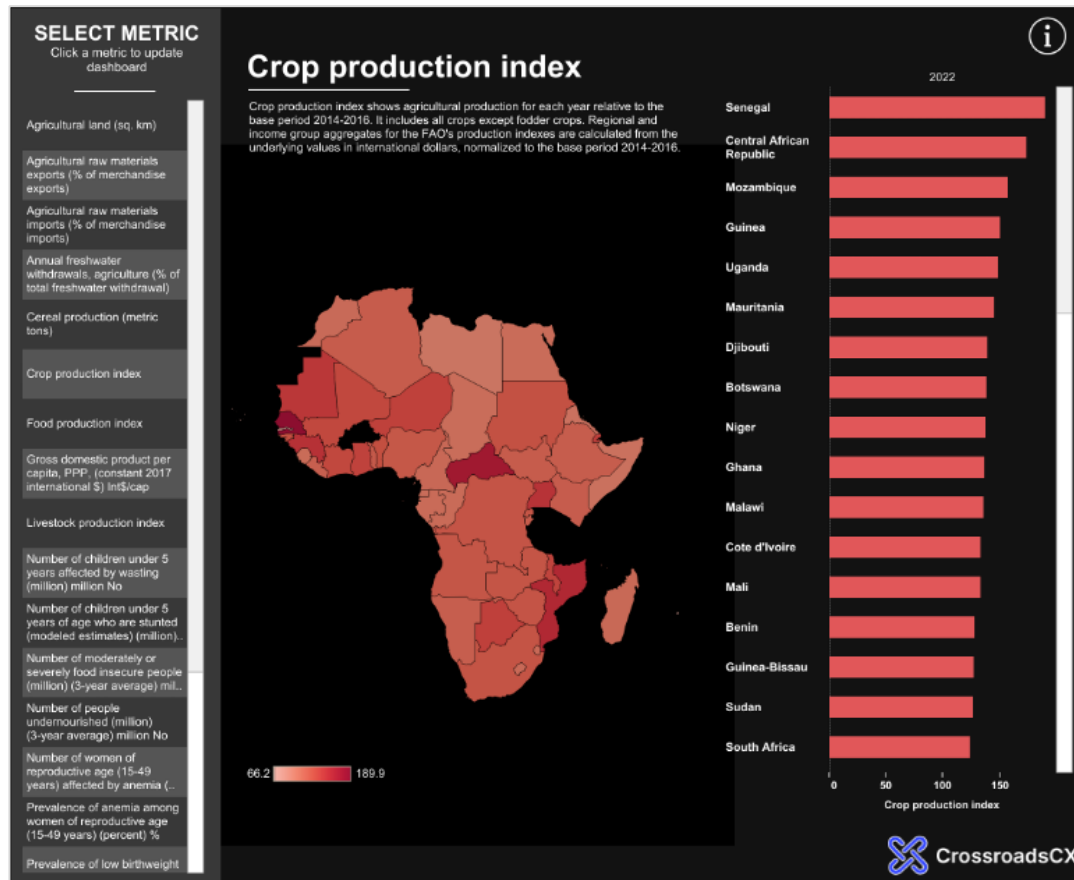 SELECT METRIC
Click a metric to update
dashboard
Agricultural land (sq. km)
Agricultural raw materials
exports (% of merchandise
exports)
Agricultural raw materials
imports (% of merchandise
imports)
Annual freshwater
withdrawals, agriculture (% of
total freshwater withdrawal)
Cereal production (metric
tons)
Crop production index
Food production index
Gross domestic product per
capita, PPP, (constant 2017
international $) Int$/cap
Livestock production index
Number of children under 5
years affected by wasting
(million) million No
Number of children under 5
years of age who are stunted
(modeled estimates) (million)..
Number of moderately or
severely food insecure people
(million) (3-year average) mil..
Number of people
undernourished (million)
(3-year average) million No
Number of women of
reproductive age (15-49
years) affected by anemia (..
Prevalence of anemia among
women of reproductive age
(15-49 years) (percent) %
Prevalence of low birthweight
Crop production index
Crop production index shows agricultural production for each year relative to the
base period 2014-2016. It includes all crops except fodder crops. Regional and
income group aggregates for the FAO's production indexes are calculated from the
underlying values in international dollars, normalized to the base period 2014-2016.
66.2
189.9
i
2022
Senegal
Central African
Republic
Mozambique
Guinea
Uganda
Mauritania
Djibouti
Botswana
Niger
Ghana
Malawi
Cote d'Ivoire
Mali
Benin
Guinea-Bissau
Sudan
South Africa
0 50 100 150
Crop production index
CrossroadsCX